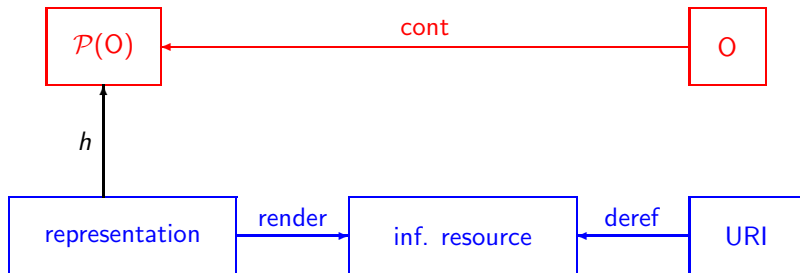 cont
𝒫(O)
O
h
render
deref
representation
inf. resource
URI